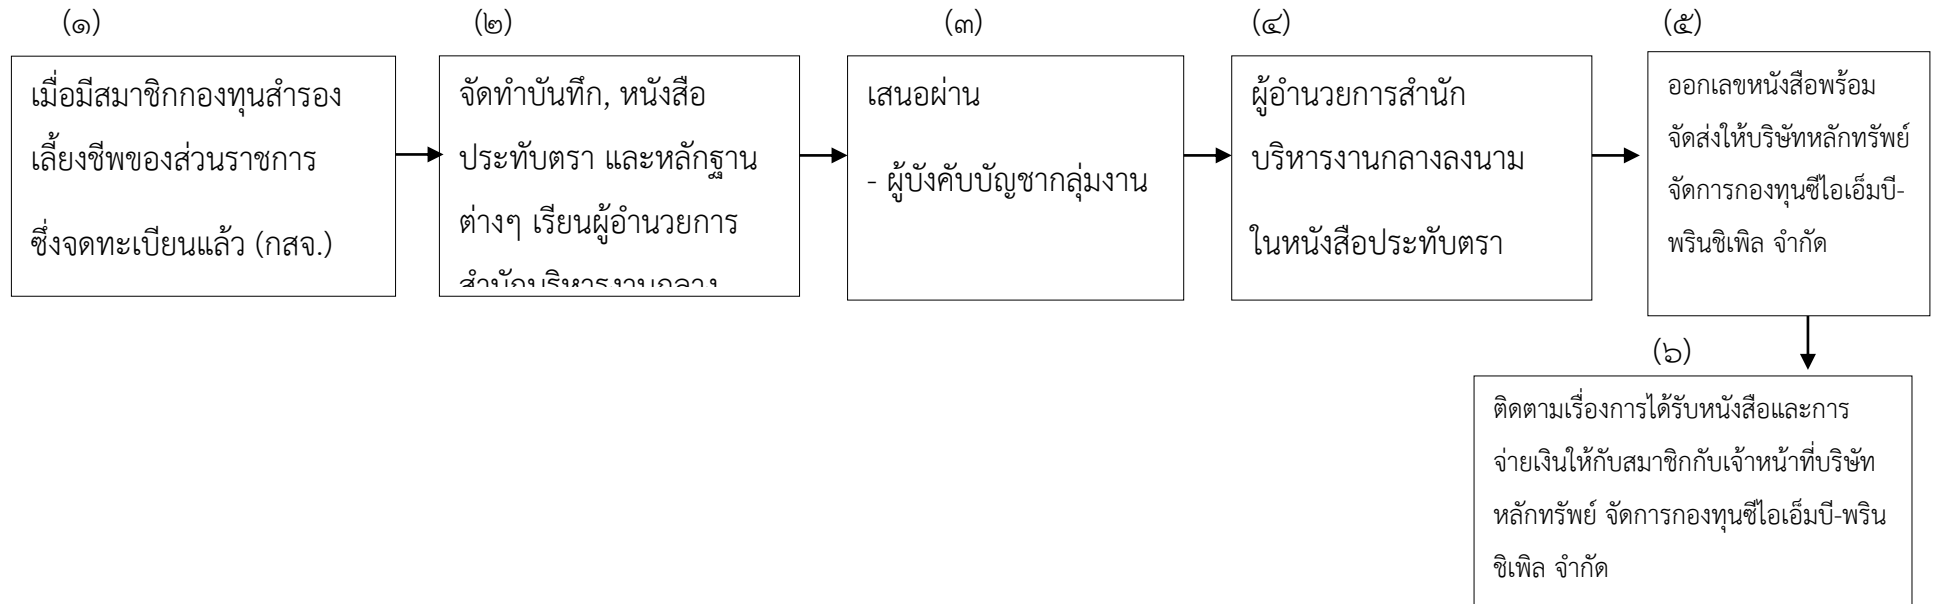 (๑)
เมื่อมีสมาชิกกองทุนสำรอง
เลี้ยงชีพของส่วนราชการ
ซึ่งจดทะเบียนแล้ว (กสจ.)
(๒)
จัดทำบันทึก, หนังสือ
ประทับตรา และหลักฐาน
ต่างๆ เรียนผู้อำนวยการ
สำนักบริหารงานกลาง
(๓)
เสนอผ่าน
- ผู้บังคับบัญชากลุ่มงาน
(๔)
ผู้อำนวยการสำนัก
บริหารงานกลางลงนาม
ในหนังสือประทับตรา
(๕)
ออกเลขหนังสือพร้อม
จัดส่งให้บริษัทหลักทรัพย์
จัดการกองทุนซีไอเอ็มบี-
พรินซิเพิล จำกัด
(๖)
ติดตามเรื่องการได้รับหนังสือและการ
จ่ายเงินให้กับสมาชิกกับเจ้าหน้าที่บริษัท
หลักทรัพย์ จัดการกองทุนซีไอเอ็มบี-พริน
ซิเพิล จำกัด